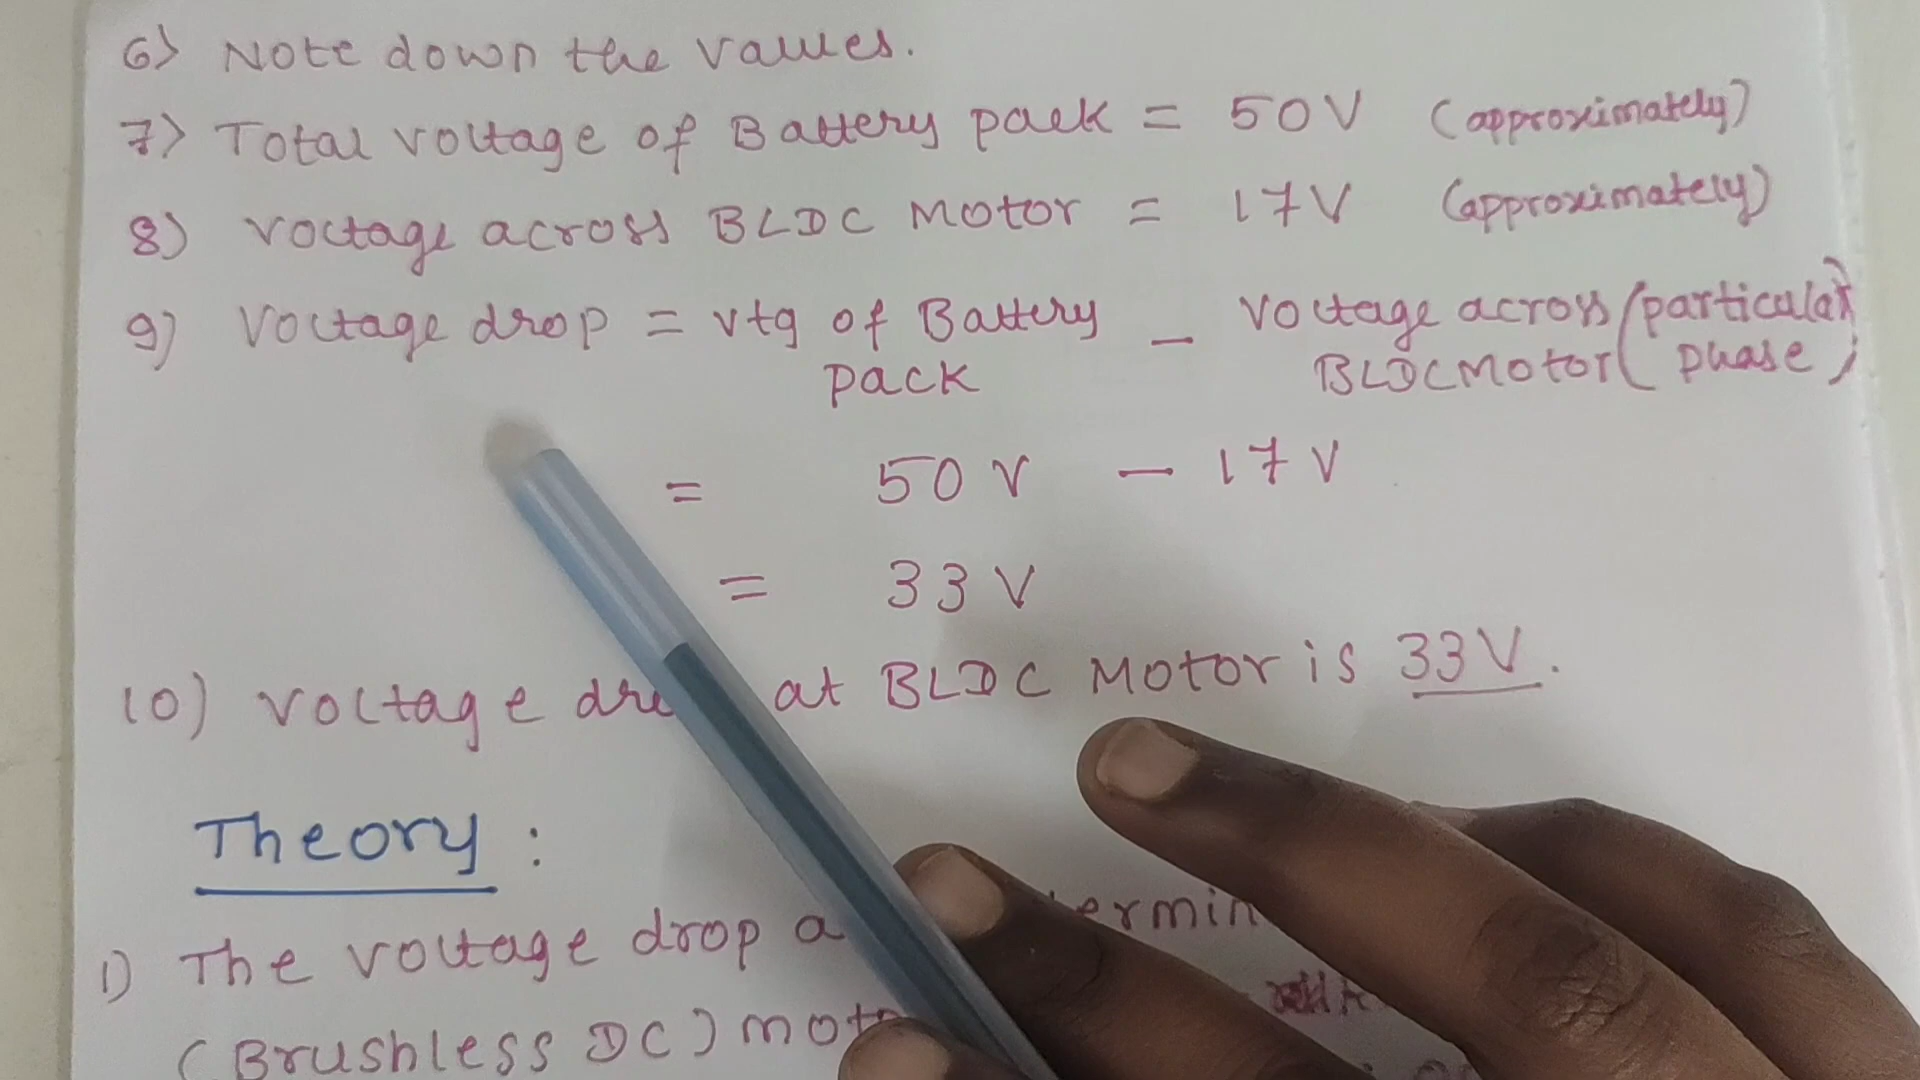 6) Note down the values.
7) Total voltage of Battery pack = 50V (approximately)
8) voltage across BLDC Motor = 17V (approximately)
9) Voltage drop = vtg of Battery pack - Voltage across BLDC Motor (particular phase)
= 50V - 17V
= 33V
10) voltage at BLDC Motor is 33V.
Theory :
1) The voltage drop
(Brushless DC)